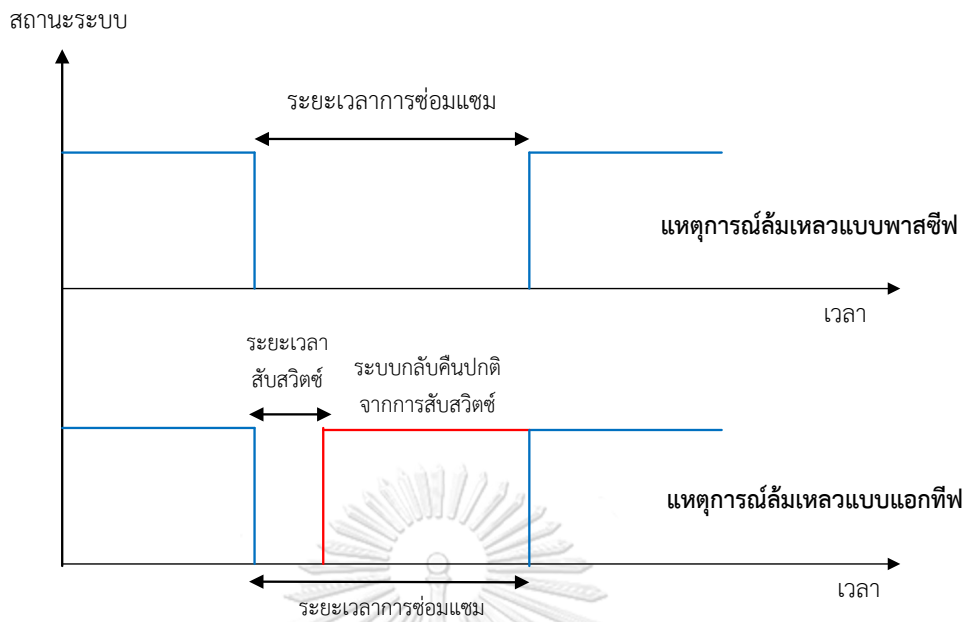 สถานะระบบ
ระยะเวลาการซ่อมแซม
แหตุการณ์ล้มเหลวแบบพาสซีฟ
เวลา
ระยะเวลา
สับสวิตซ์
ระบบกลับคืนปกติ
จากการสับสวิตซ์
แหตุการณ์ล้มเหลวแบบแอกทีฟ
เวลา
ระยะเวลาการซ่อมแซม